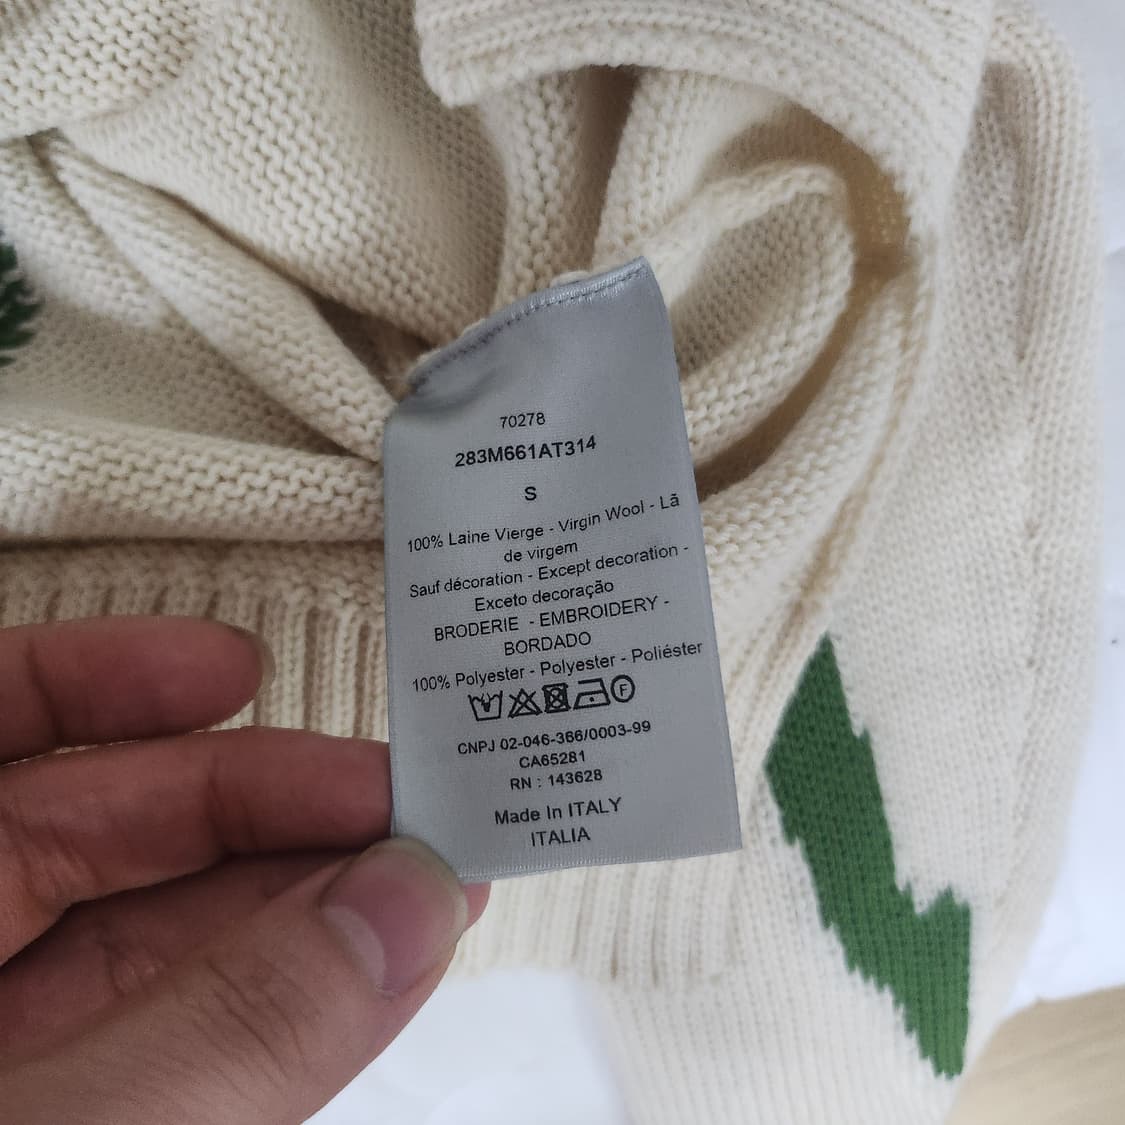 70278
283M661AT314
S
100% Laine Vierge - Virgin Wool - Lã
de virgem
Sauf décoration - Except decoration -
Exceto decoração
BRODERIE - EMBROIDERY -
BORDADO
100% Polyester - Polyester - Poliéster
F
CNPJ 02-046-366/0003-99
CA65281
RN : 143628
Made In ITALY
ITALIA